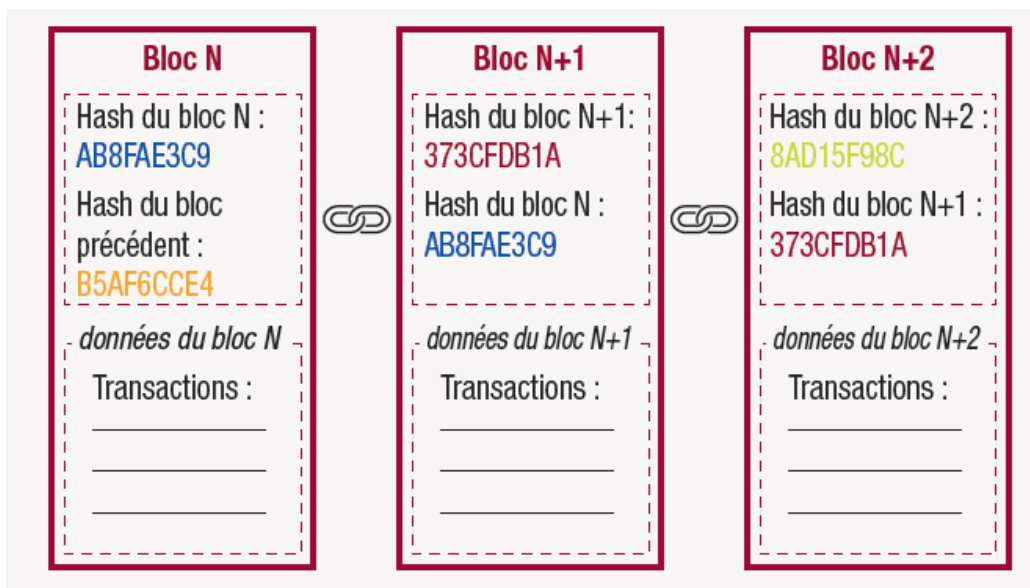 Bloc N
Hash du bloc N :
AB8FAE3C9
Hash du bloc
précédent :
B5AF6CCE4
données du bloc N
Transactions :
Bloc N+1
Hash du bloc N+1:
373CFDB1A
Hash du bloc N :
AB8FAE3C9
données du bloc N+1
Transactions :
Bloc N+2
Hash du bloc N+2 :
8AD15F98C
Hash du bloc N+1 :
373CFDB1A
données du bloc N+2
Transactions :